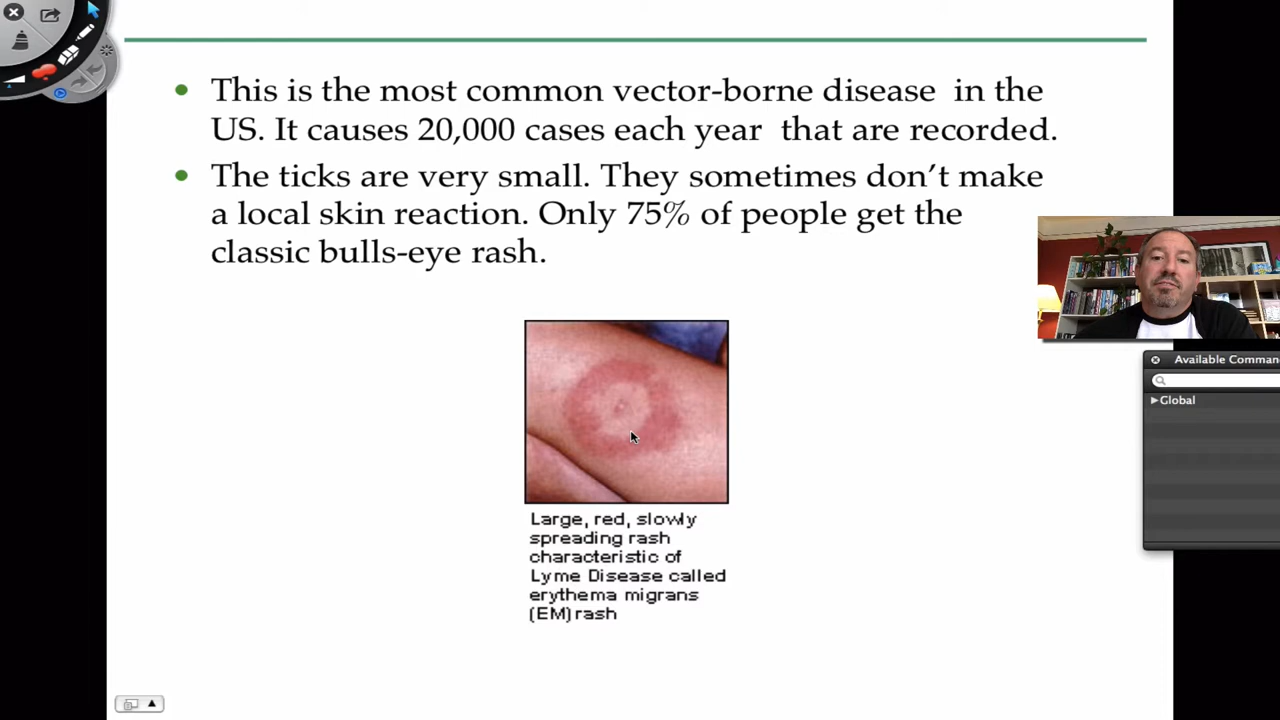 This is the most common vector-borne disease in the
US. It causes 20,000 cases each year that are recorded.
The ticks are very small. They sometimes don’t make
a local skin reaction. Only 75% of people get the
classic bulls-eye rash.
Available Comman
Global
Large, red, slowly
spreading rash
characteristic of
Lyme Disease called
erythema migrans
(EM) rash